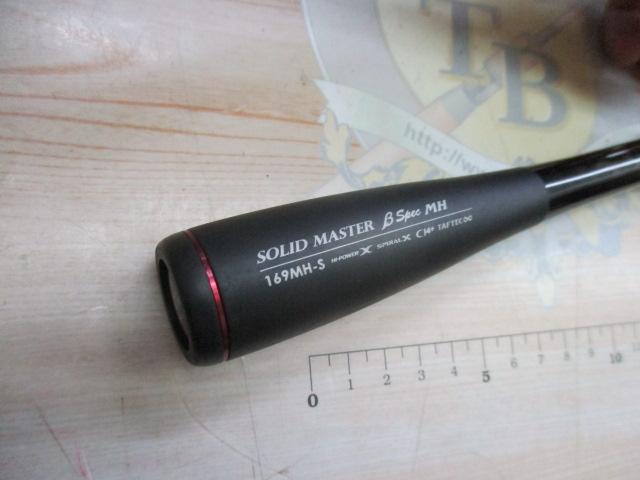 TB
http://w
SOLID MASTER β Spec MH
169MH-S HI-POWER X SPIRAL X CI4+ TAFTEC∞
0 1 2 3 4 5 6 7 8 9 10